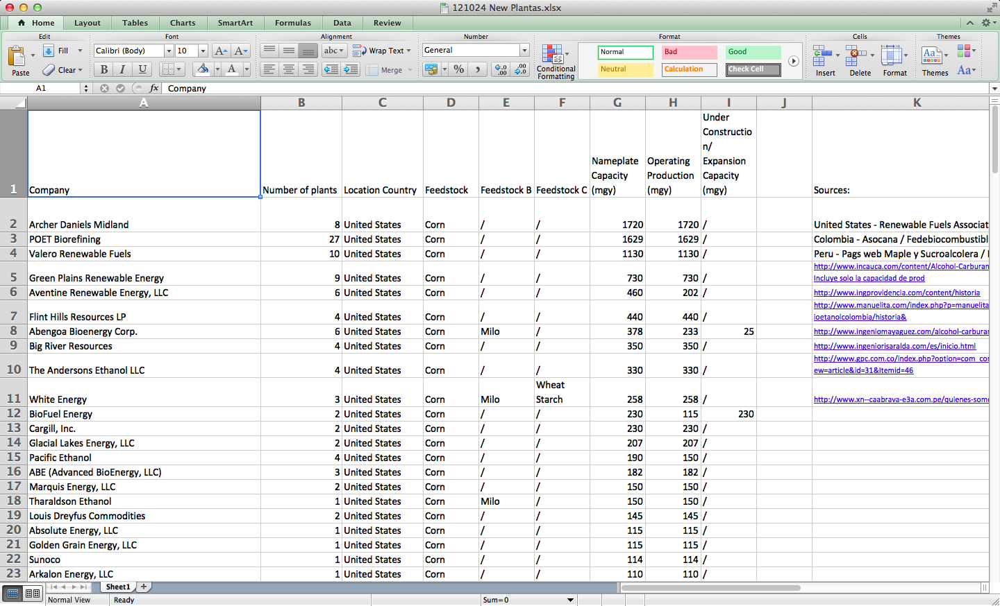 121024 New Plantas.xlsx
Home Layout Tables Charts SmartArt Formulas Data Review
Edit Font Alignment Number Format Cells Themes
Paste Fill Clear Calibri (Body) 10 A A B I U A abc Wrap Text Merge General % , .0 .00 .00 .0 Conditional Formatting Normal Bad Good Neutral Calculation Check Cell Insert Delete Format Themes Aa Aa
A1 fx Company
A B C D E F G H I J K
1 Company Number of plants Location Country Feedstock Feedstock B Feedstock C Nameplate Capacity (mgy) Operating Production (mgy) Under Constructio n/ Expansion Capacity (mgy) Sources:
2 Archer Daniels Midland 8 United States Corn / / 1720 1720 / United States - Renewable Fuels Associat
3 POET Biorefining 27 United States Corn / / 1629 1629 / Colombia - Asocana / Fedebiocombustibl
4 Valero Renewable Fuels 10 United States Corn / / 1130 1130 / Peru - Pags web Maple y Sucroalcolera /
5 Green Plains Renewable Energy 9 United States Corn / / 730 730 / http://www.incauca.com/content/Alcohol-Carburan Incluye solo la capacidad de prod
6 Aventine Renewable Energy, LLC 6 United States Corn / / 460 202 / http://www.ingprovidencia.com/content/historia
7 Flint Hills Resources LP 4 United States Corn / / 440 440 / http://www.manuelita.com/index.php?p=manuelita ioetanolcolombia/historia&
8 Abengoa Bioenergy Corp. 6 United States Corn Milo / 378 233 25 http://www.ingeniomayaguez.com/alcohol-carburar
9 Big River Resources 4 United States Corn / / 350 350 / http://www.ingeniorisaralda.com/es/inicio.html
10 The Andersons Ethanol LLC 4 United States Corn / / 330 330 / http://www.gpc.com.co/index.php?option=com_cor ew=article&id=31&Itemid=46
11 White Energy 3 United States Corn Milo Wheat Starch 258 258 / http://www.xn--caabrava-e3a.com.pe/quienes-som
12 BioFuel Energy 2 United States Corn / / 230 115 230
13 Cargill, Inc. 2 United States Corn / / 230 230 /
14 Glacial Lakes Energy, LLC 2 United States Corn / / 207 207 /
15 Pacific Ethanol 4 United States Corn / / 190 150 /
16 ABE (Advanced BioEnergy, LLC) 3 United States Corn / / 182 182 /
17 Marquis Energy, LLC 2 United States Corn / / 150 150 /
18 Tharaldson Ethanol 1 United States Corn Milo / 150 150 /
19 Louis Dreyfus Commodities 2 United States Corn / / 145 145 /
20 Absolute Energy, LLC 1 United States Corn / / 115 115 /
21 Golden Grain Energy, LLC 1 United States Corn / / 115 115 /
22 Sunoco 1 United States Corn / / 114 114 /
23 Arkalon Energy, LLC 1 United States Corn / / 110 110 /
Sheet1
Normal View Ready Sum=0